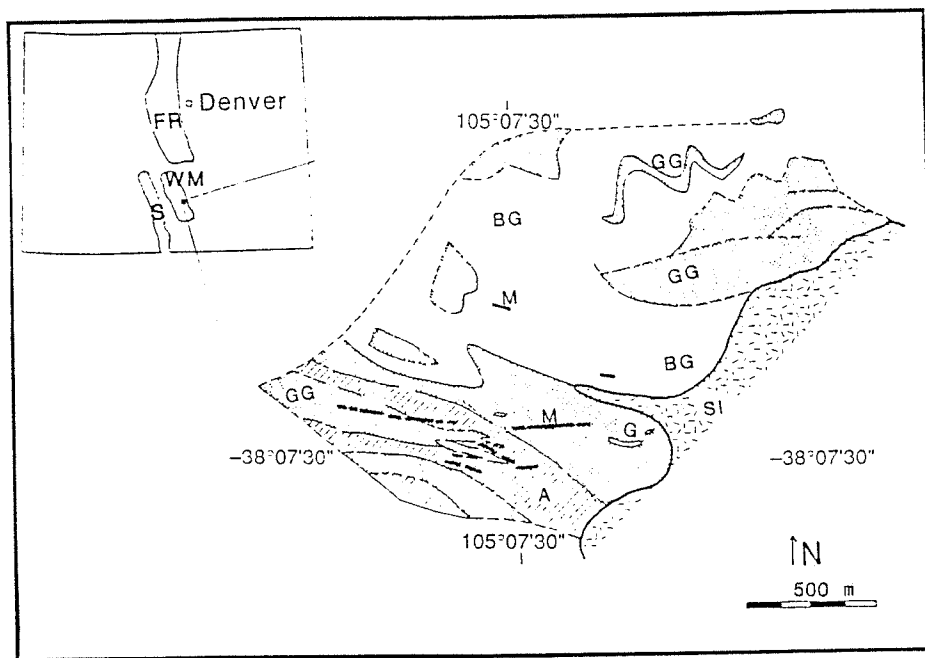 Denver
FR
WM
S
105°07'30"
GG
BG
GG
M
BG
GG
SI
M
G
–38°07'30"
–38°07'30"
A
105°07'30"
N
500 m